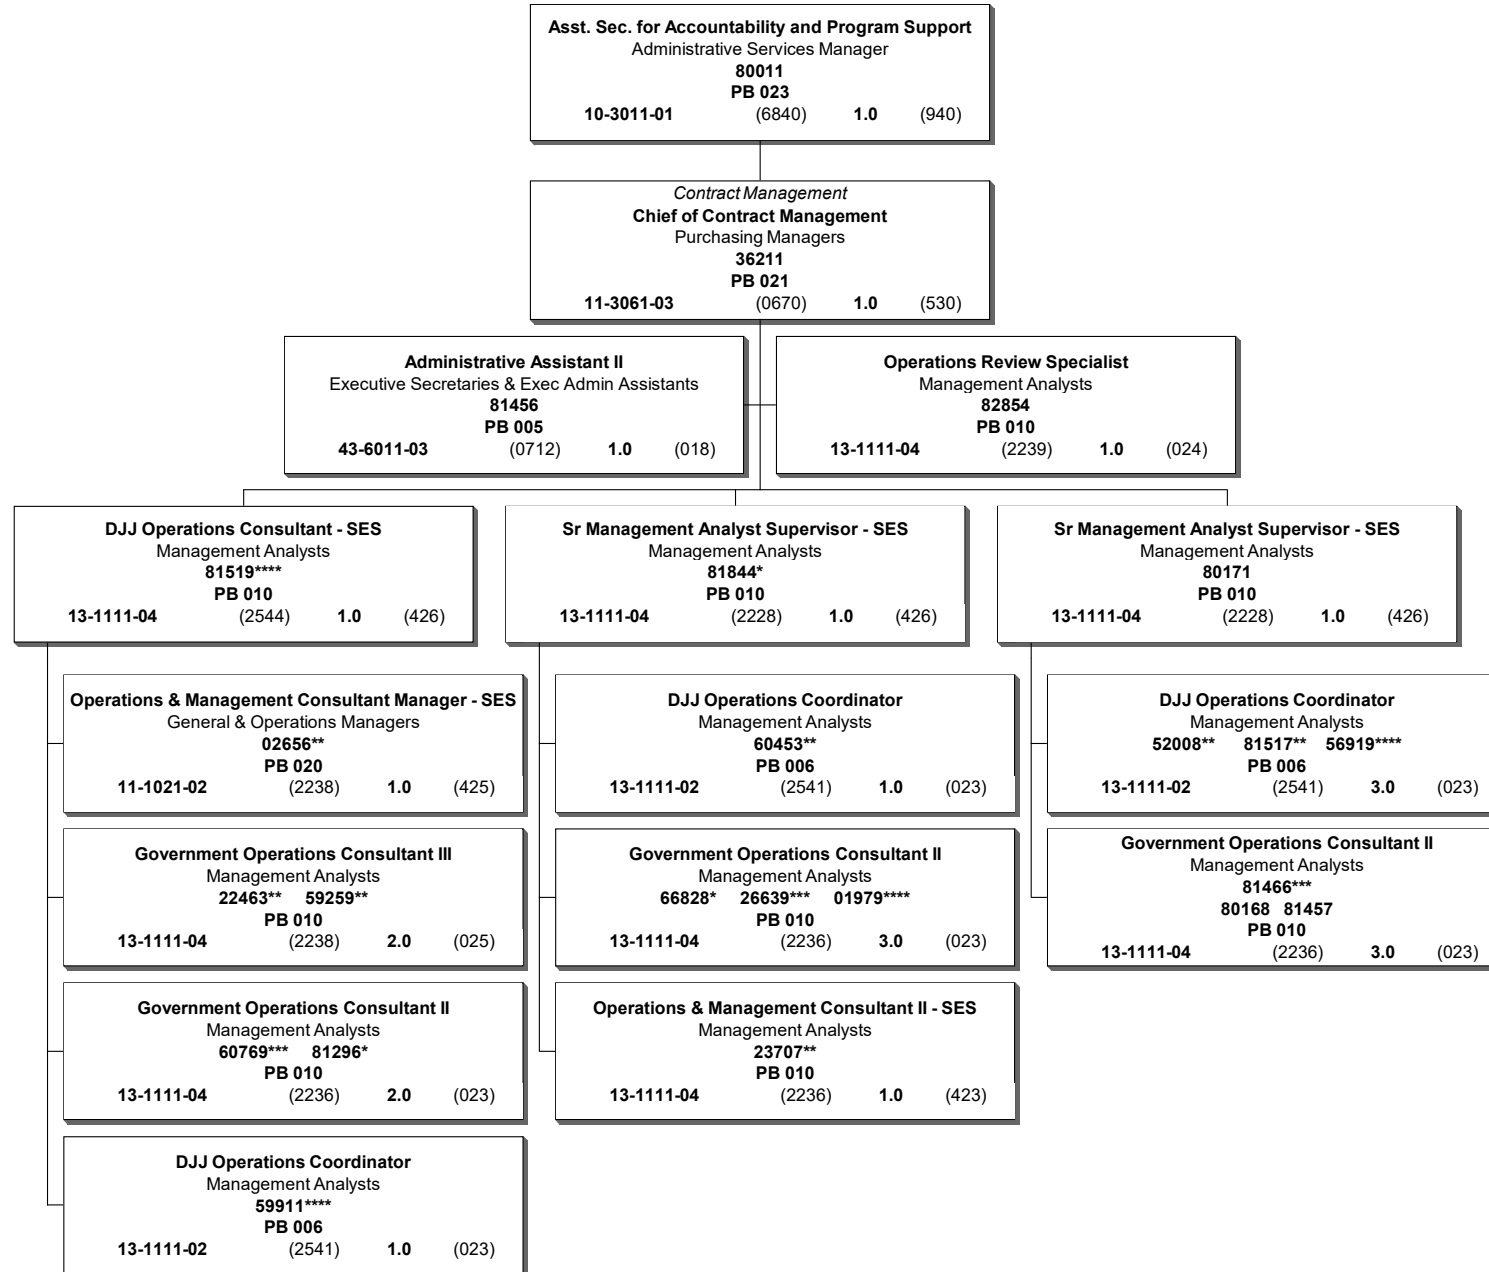 Asst. Sec. for Accountability and Program Support
Administrative Services Manager
80011
PB 023
10-3011-01 (6840) 1.0 (940)
Contract Management
Chief of Contract Management
Purchasing Managers
36211
PB 021
11-3061-03 (0670) 1.0 (530)
Administrative Assistant II
Executive Secretaries & Exec Admin Assistants
81456
PB 005
43-6011-03 (0712) 1.0 (018)
Operations Review Specialist
Management Analysts
82854
PB 010
13-1111-04 (2239) 1.0 (024)
DJJ Operations Consultant - SES
Management Analysts
81519****
PB 010
13-1111-04 (2544) 1.0 (426)
Sr Management Analyst Supervisor - SES
Management Analysts
81844*
PB 010
13-1111-04 (2228) 1.0 (426)
Sr Management Analyst Supervisor - SES
Management Analysts
80171
PB 010
13-1111-04 (2228) 1.0 (426)
Operations & Management Consultant Manager - SES
General & Operations Managers
02656**
PB 020
11-1021-02 (2238) 1.0 (425)
DJJ Operations Coordinator
Management Analysts
60453**
PB 006
13-1111-02 (2541) 1.0 (023)
DJJ Operations Coordinator
Management Analysts
52008** 81517** 56919****
PB 006
13-1111-02 (2541) 3.0 (023)
Government Operations Consultant III
Management Analysts
22463** 59259**
PB 010
13-1111-04 (2238) 2.0 (025)
Government Operations Consultant II
Management Analysts
66828* 26639*** 01979****
PB 010
13-1111-04 (2236) 3.0 (023)
Government Operations Consultant II
Management Analysts
81466***
80168 81457
PB 010
13-1111-04 (2236) 3.0 (023)
Government Operations Consultant II
Management Analysts
60769*** 81296*
PB 010
13-1111-04 (2236) 2.0 (023)
Operations & Management Consultant II - SES
Management Analysts
23707**
PB 010
13-1111-04 (2236) 1.0 (423)
DJJ Operations Coordinator
Management Analysts
59911****
PB 006
13-1111-02 (2541) 1.0 (023)